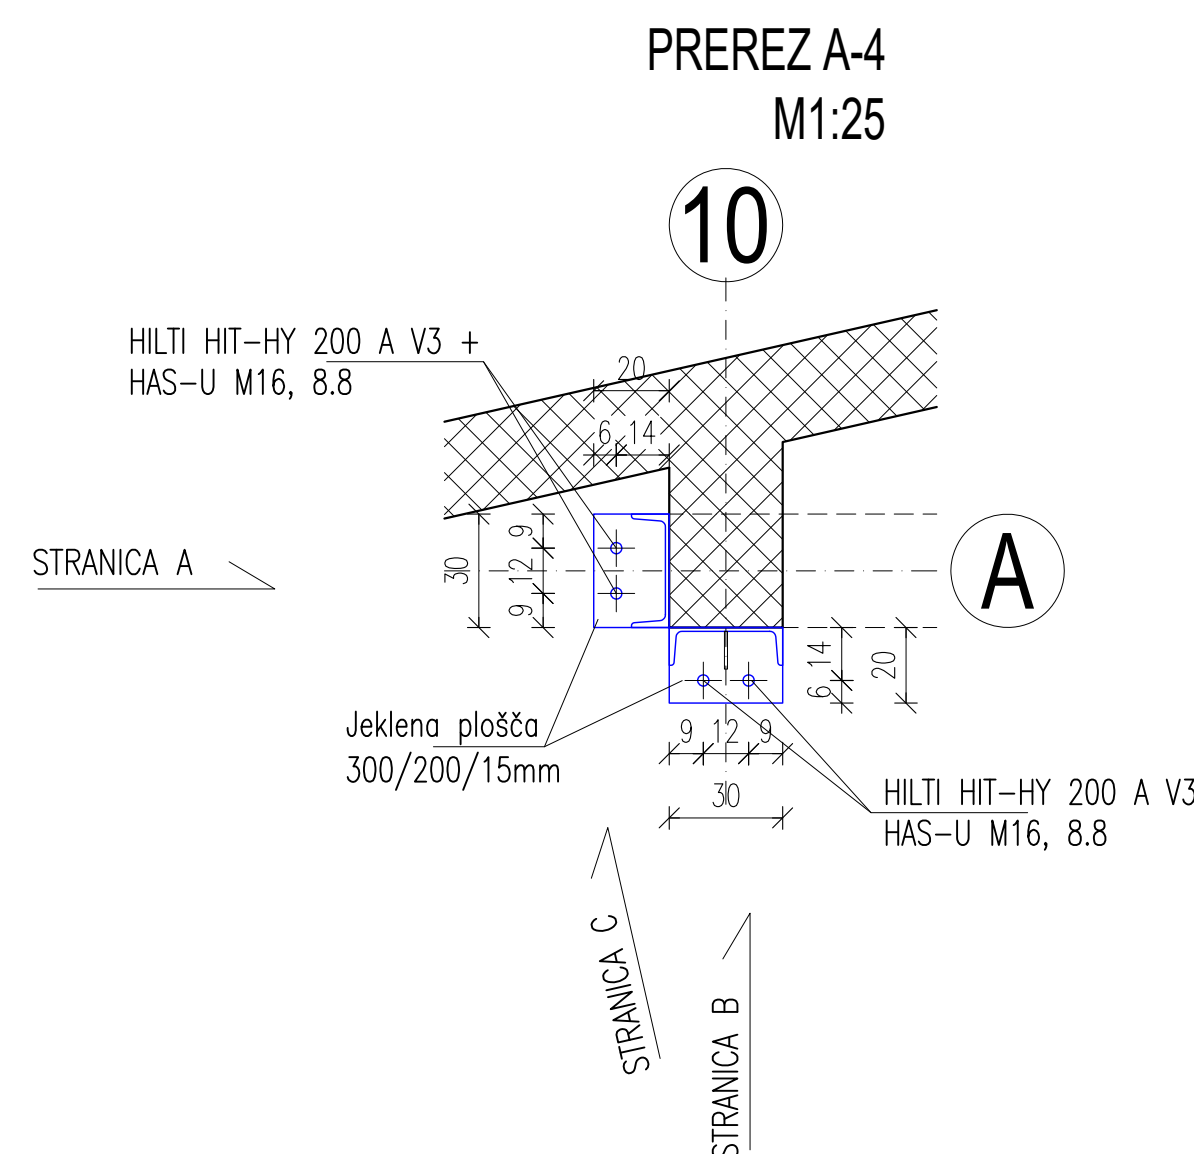 PREREZ A-4
M1:25
10
HILTI HIT-HY 200 A V3 +
HAS-U M16, 8.8
20
6 14
STRANICA A
30
9
12
9
A
14
6
20
Jeklena plošča
300/200/15mm
9 12 9
30
HILTI HIT-HY 200 A V3
HAS-U M16, 8.8
STRANICA C
STRANICA B